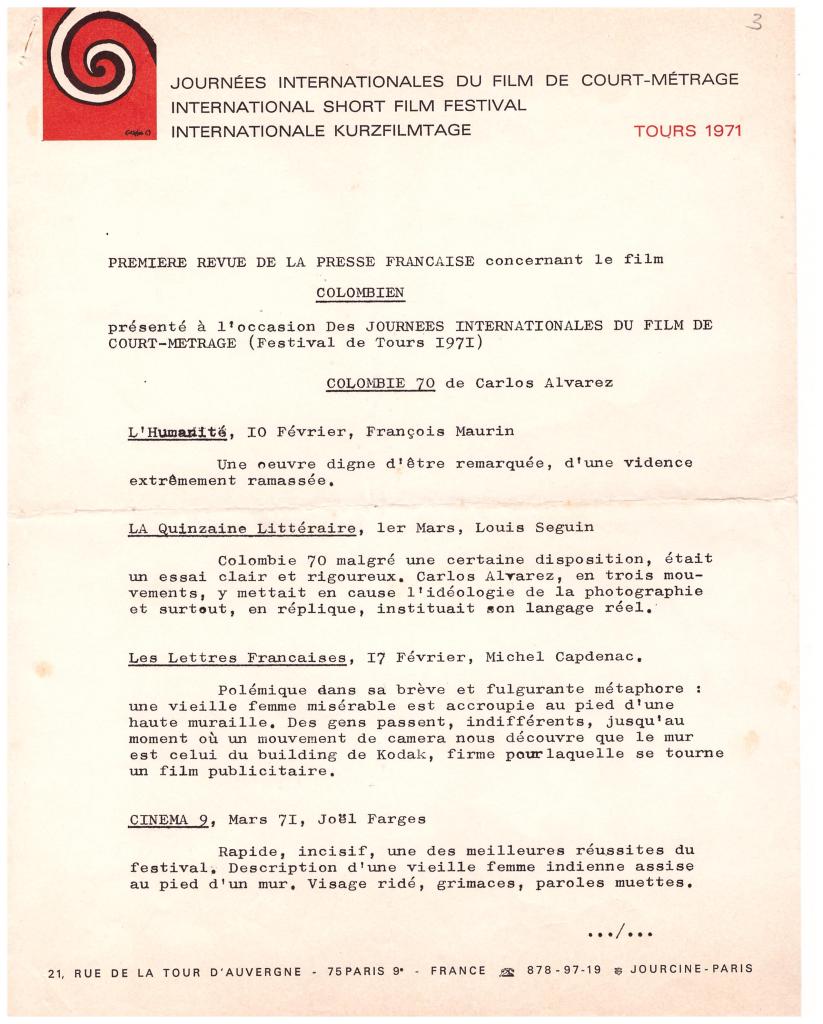 3
JOURNÉES INTERNATIONALES DU FILM DE COURT-MÉTRAGE
INTERNATIONAL SHORT FILM FESTIVAL
INTERNATIONALE KURZFILMTAGE
TOURS 1971
PREMIERE REVUE DE LA PRESSE FRANCAISE concernant le film
COLOMBIEN
présenté à l'occasion Des JOURNEES INTERNATIONALES DU FILM DE
COURT-METRAGE (Festival de Tours I97I)
COLOMBIE 70 de Carlos Alvarez
L'Humanité, IO Février, François Maurin
Une oeuvre digne d'être remarquée, d'une vidence
extrêmement ramassée.
LA Quinzaine Littéraire, 1er Mars, Louis Seguin
Colombie 70 malgré une certaine disposition, était
un essai clair et rigoureux. Carlos Alvarez, en trois mou-
vements, y mettait en cause l'idéologie de la photographie
et surtout, en réplique, instituait son langage réel.
Les Lettres Francaises, I7 Février, Michel Capdenac.
Polémique dans sa brève et fulgurante métaphore :
une vieille femme misérable est accroupie au pied d'une
haute muraille. Des gens passent, indifférents, jusqu'au
moment où un mouvement de camera nous découvre que le mur
est celui du building de Kodak, firme pour laquelle se tourne
un film publicitaire.
CINEMA 9, Mars 7I, Joël Farges
Rapide, incisif, une des meilleures réussites du
festival. Description d'une vieille femme indienne assise
au pied d'un mur. Visage ridé, grimaces, paroles muettes.
.../...
21, RUE DE LA TOUR D'AUVERGNE - 75 PARIS 9e - FRANCE ☎ 878-97-19 JOURCINE-PARIS